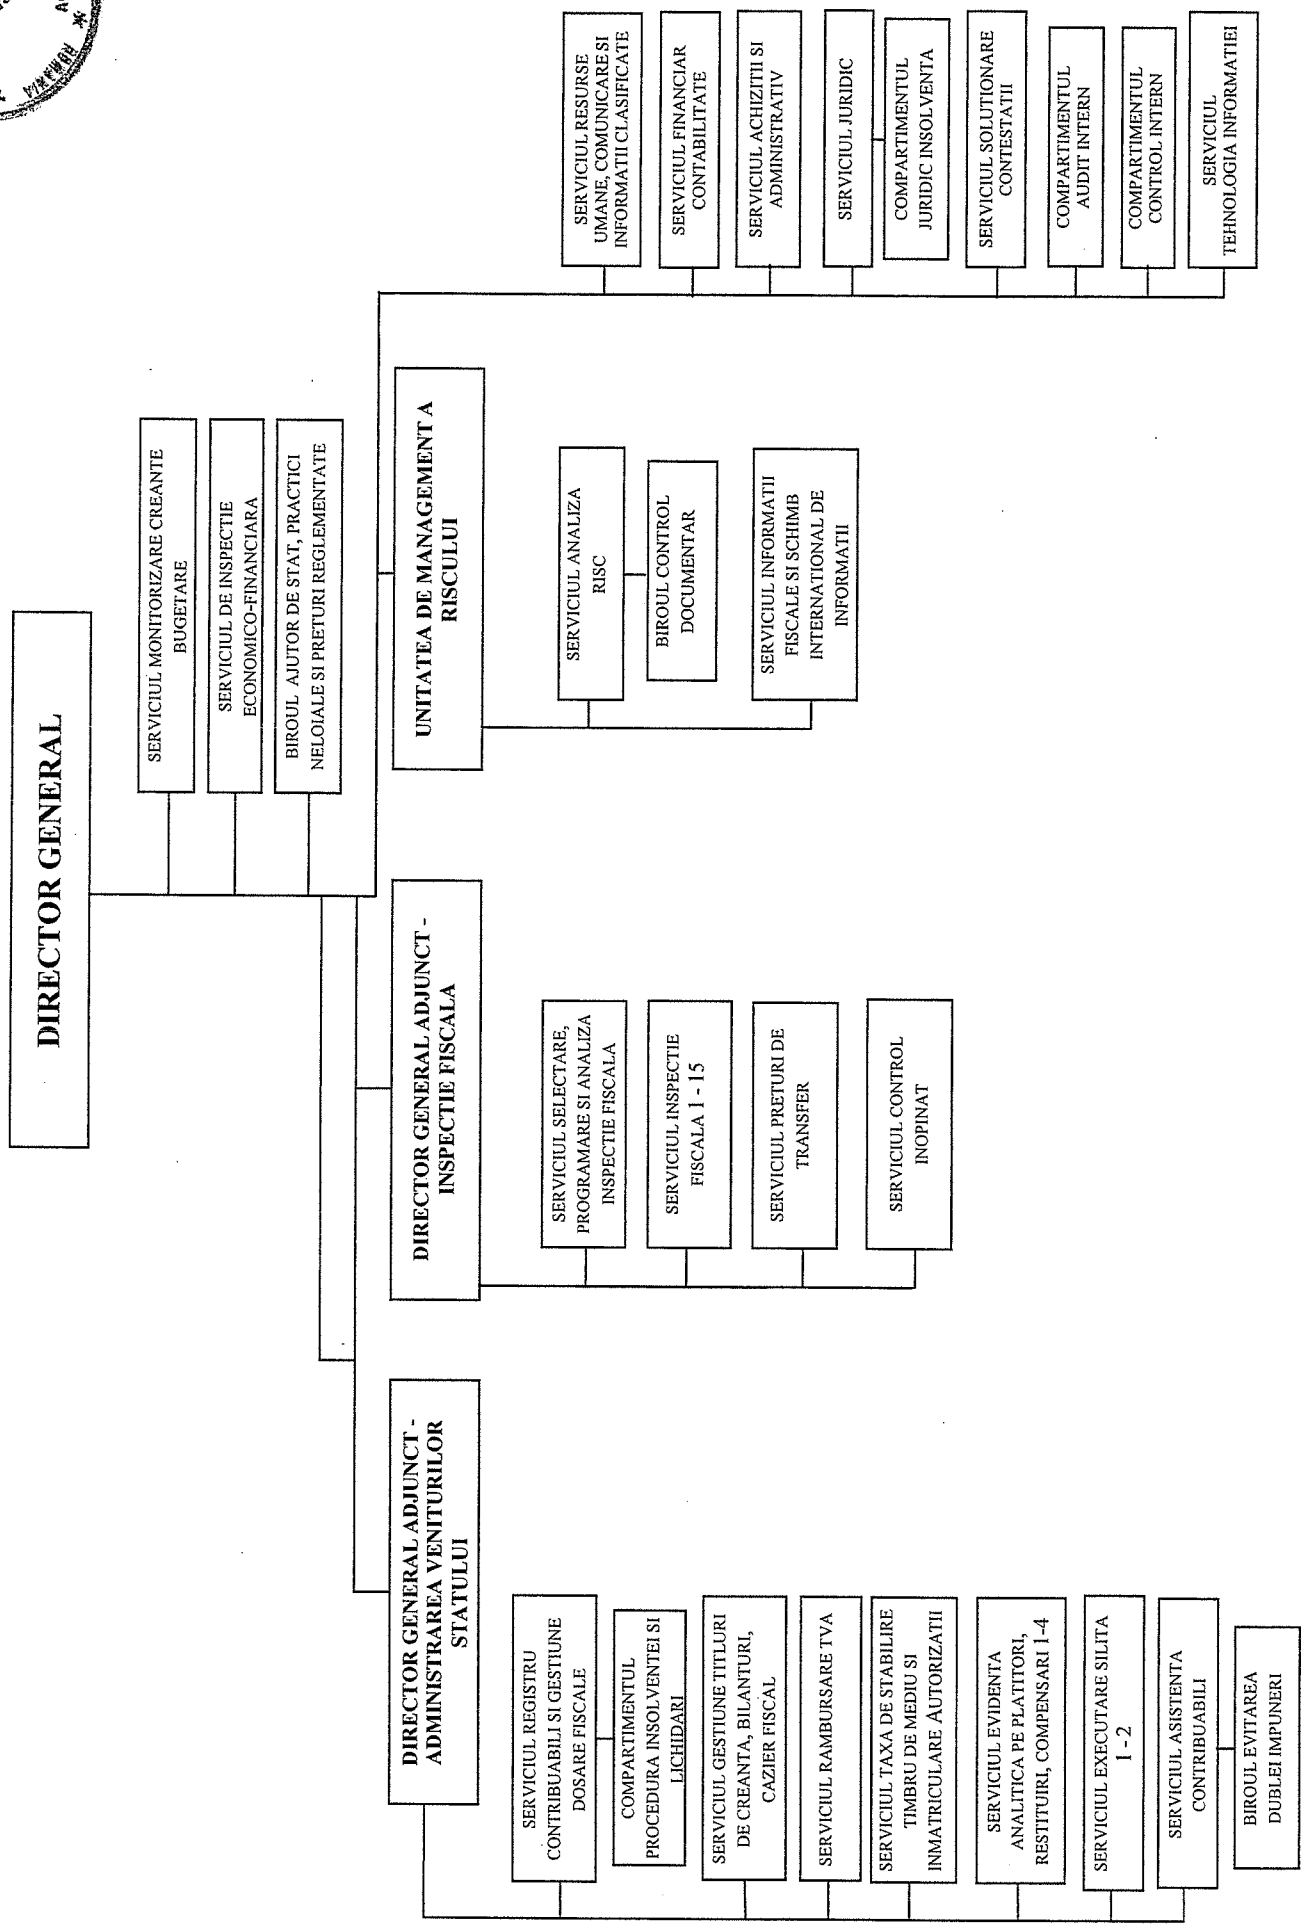 ROMANIA
DIRECTOR GENERAL
SERVICIUL MONITORIZARE CREANTE
BUGETARE
SERVICIUL DE INSPECTIE
ECONOMICO-FINANCIARA
BIROUL AJUTOR DE STAT, PRACTICI
NELOIALE SI PRETURI REGLEMENTATE
DIRECTOR GENERAL ADJUNCT -
ADMINISTRAREA VENITURILOR
STATULUI
SERVICIUL REGISTRU
CONTRIBUABILI SI GESTIUNE
DOSARE FISCALE
COMPARTIMENTUL
PROCEDURA INSOLVENTEI SI
LICHIDARI
SERVICIUL GESTIUNE TITLURI
DE CREANTA, BILANTURI,
CAZIER FISCAL
SERVICIUL RAMBURSARE TVA
SERVICIUL TAXA DE STABILIRE
TIMBRU DE MEDIU SI
INMATRICULARE AUTORIZATII
SERVICIUL EVIDENTA
ANALITICA PE PLATITORI,
RESTITUIRI, COMPENSARI 1-4
SERVICIUL EXECUTARE SILITA
1 - 2
SERVICIUL ASISTENTA
CONTRIBUABILI
BIROUL EVITAREA
DUBLEI IMPUNERI
DIRECTOR GENERAL ADJUNCT -
INSPECTIE FISCALA
SERVICIUL SELECTARE,
PROGRAMARE SI ANALIZA
INSPECTIE FISCALA
SERVICIUL INSPECTIE
FISCALA 1 - 15
SERVICIUL PRETURI DE
TRANSFER
SERVICIUL CONTROL
INOPINAT
UNITATEA DE MANAGEMENT A
RISCULUI
SERVICIUL ANALIZA
RISC
BIROUL CONTROL
DOCUMENTAR
SERVICIUL INFORMATII
FISCALE SI SCHIMB
INTERNATIONAL DE
INFORMATII
SERVICIUL RESURSE
UMANE, COMUNICARE SI
INFORMATII CLASIFICATE
SERVICIUL FINANCIAR
CONTABILITATE
SERVICIUL ACHIZITII SI
ADMINISTRATIV
SERVICIUL JURIDIC
COMPARTIMENTUL
JURIDIC INSOLVENTA
SERVICIUL SOLUTIONARE
CONTESTATII
COMPARTIMENTUL
AUDIT INTERN
COMPARTIMENTUL
CONTROL INTERN
SERVICIUL
TEHNOLOGIA INFORMATIEI